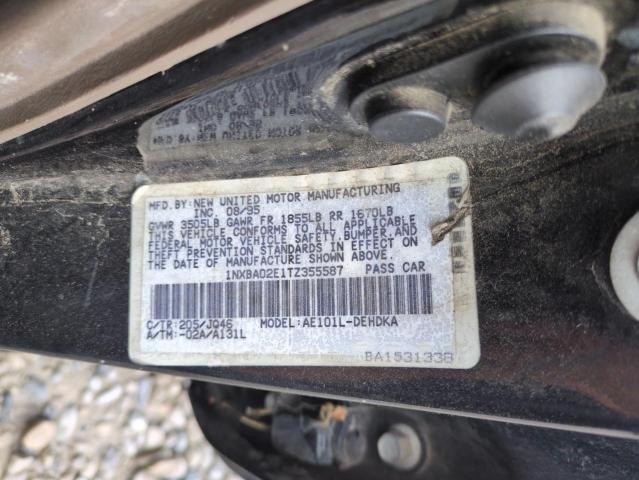 MFD. BY: NEW UNITED MOTOR MANUFACTURING
INC. 08/95
GVWR 3505LB GAWR FR 1855LB RR 1670LB
THIS VEHICLE CONFORMS TO ALL APPLICABLE
FEDERAL MOTOR VEHICLE SAFETY, BUMPER, AND
THEFT PREVENTION STANDARDS IN EFFECT ON
THE DATE OF MANUFACTURE SHOWN ABOVE.
1NXBA02E1TZ355587 PASS CAR
C/TR: 205/JQ46 MODEL: AE101L-DEHDKA
A/TM: -02A/A131L
BA1531338